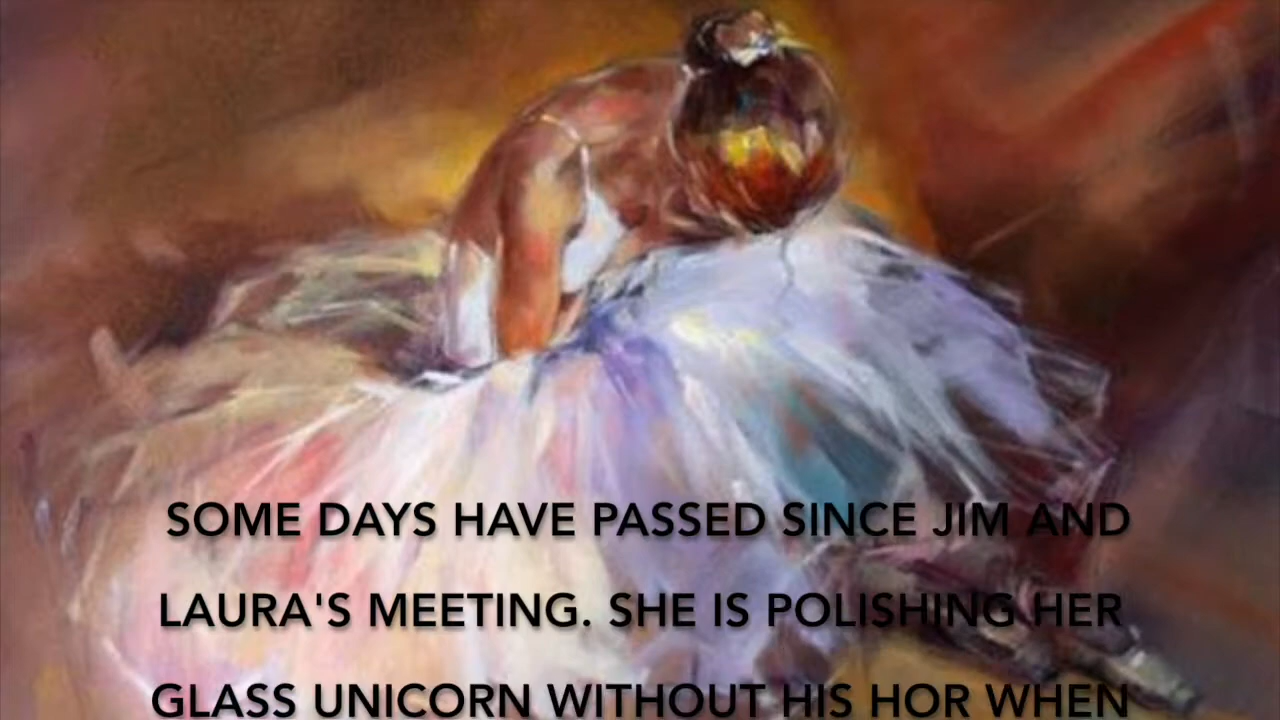 SOME DAYS HAVE PASSED SINCE JIM AND
LAURA'S MEETING. SHE IS POLISHING HER
GLASS UNICORN WITHOUT HIS HOR WHEN